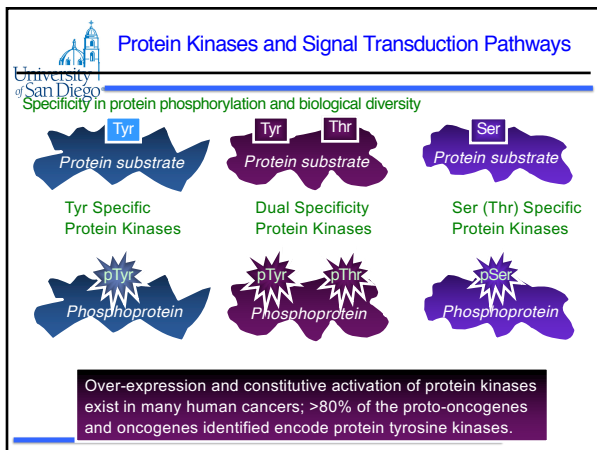 Protein Kinases and Signal Transduction Pathways
University
of San Diego
Specificity in protein phosphorylation and biological diversity
Tyr
Protein substrate
Tyr Thr
Protein substrate
Ser
Protein substrate
Tyr Specific
Protein Kinases
Dual Specificity
Protein Kinases
Ser (Thr) Specific
Protein Kinases
pTyr
Phosphoprotein
pTyr pThr
Phosphoprotein
pSer
Phosphoprotein
Over-expression and constitutive activation of protein kinases
exist in many human cancers; >80% of the proto-oncogenes
and oncogenes identified encode protein tyrosine kinases.